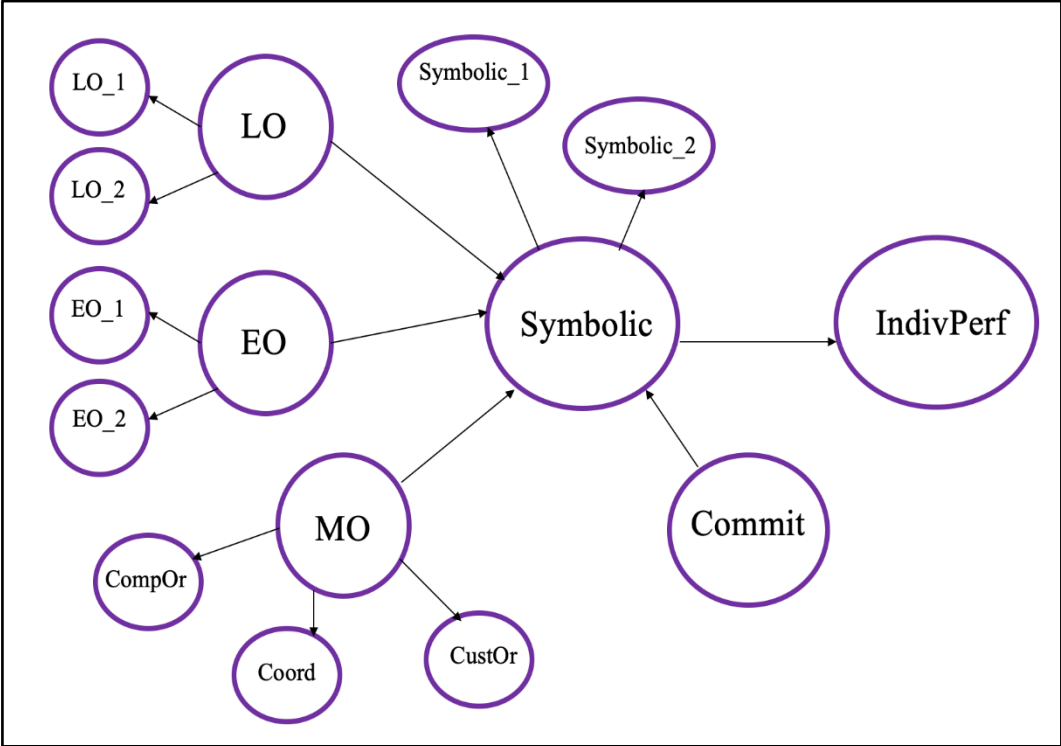 LO_1
LO
LO_2
Symbolic_1
Symbolic_2
EO_1
EO
EO_2
Symbolic
IndivPerf
MO
Commit
CompOr
Coord
CustOr